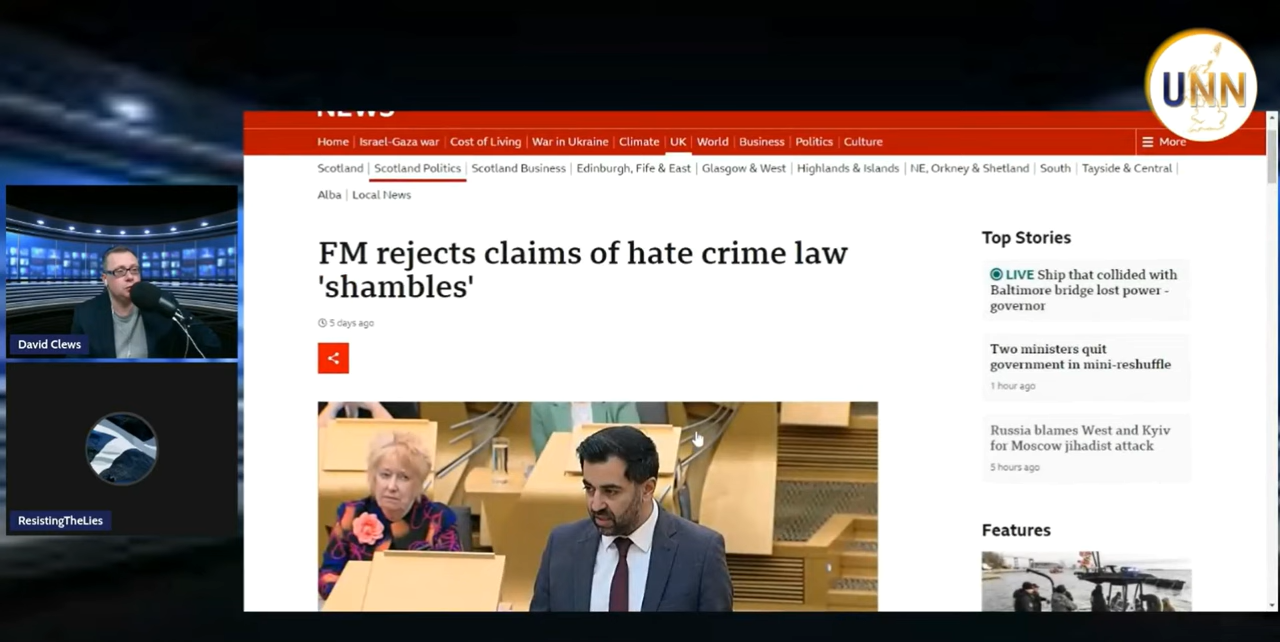 UNN
NEWS
Home | Israel-Gaza war | Cost of Living | War in Ukraine | Climate | UK | World | Business | Politics | Culture
More
Scotland | Scotland Politics | Scotland Business | Edinburgh, Fife & East | Glasgow & West | Highlands & Islands | NE, Orkney & Shetland | South | Tayside & Central |
Alba | Local News
FM rejects claims of hate crime law
'shambles'
5 days ago
Top Stories
LIVE Ship that collided with
Baltimore bridge lost power -
governor
Two ministers quit
government in mini-reshuffle
1 hour ago
Russia blames West and Kyiv
for Moscow jihadist attack
5 hours ago
Features
David Clews
ResistingTheLies